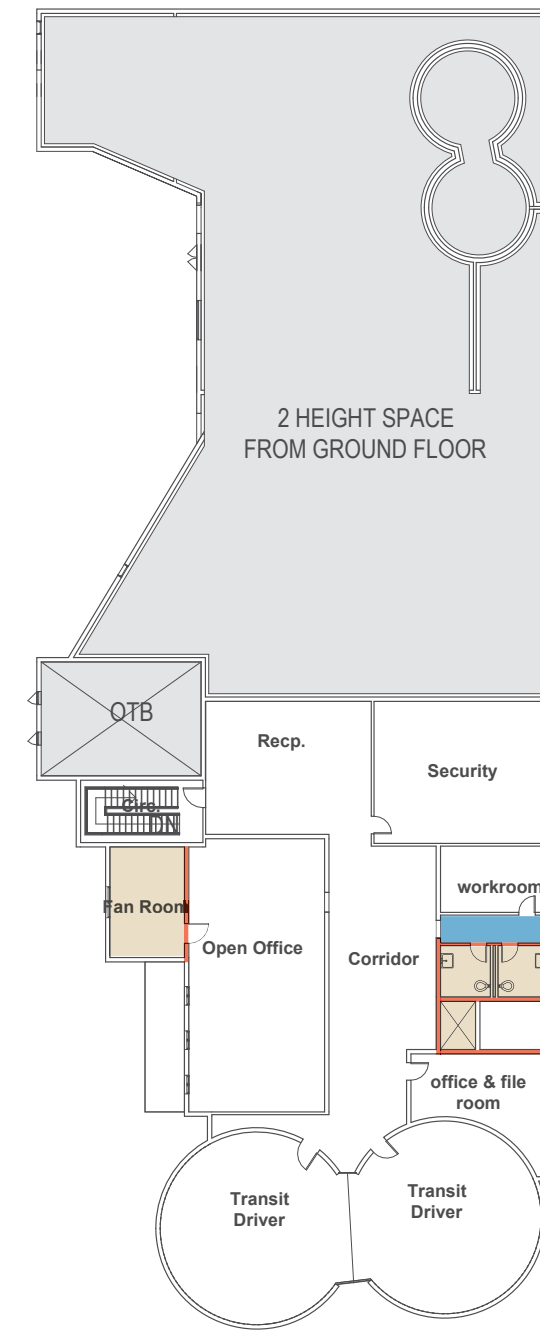 2 HEIGHT SPACE
FROM GROUND FLOOR
OTB
Recp.
Security
Circ.
DN
workroom
Fan Room
Open Office
Corridor
office & file
room
Transit
Driver
Transit
Driver